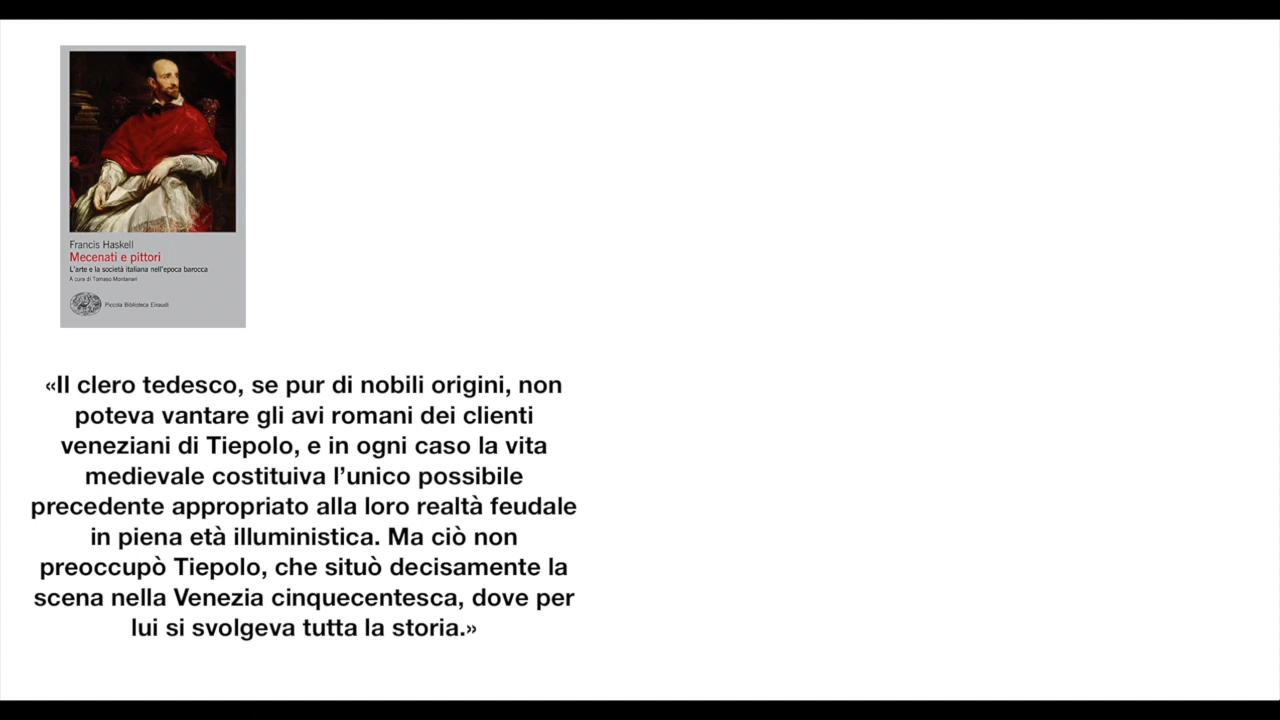 Francis Haskell
Mecenati e pittori
L'arte e la società italiana nell'epoca barocca
A cura di Tomaso Montanari
Piccola Biblioteca Einaudi
«Il clero tedesco, se pur di nobili origini, non
poteva vantare gli avi romani dei clienti
veneziani di Tiepolo, e in ogni caso la vita
medievale costituiva l’unico possibile
precedente appropriato alla loro realtà feudale
in piena età illuministica. Ma ciò non
preoccupò Tiepolo, che situò decisamente la
scena nella Venezia cinquecentesca, dove per
lui si svolgeva tutta la storia.»